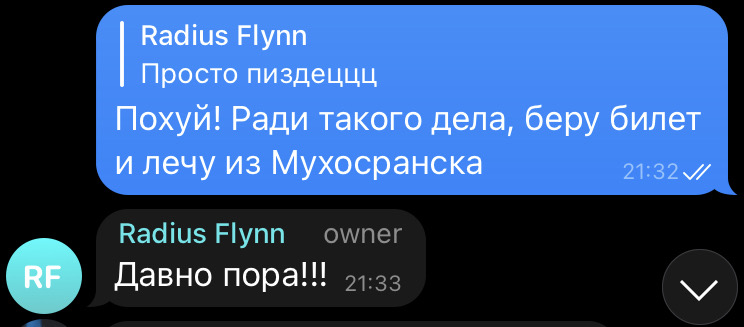 Radius Flynn
Просто пиздеццц
Похуй! Ради такого дела, беру билет
и лечу из Мухосранска
21:32
Radius Flynn owner
RF
Давно пора!!! 21:33